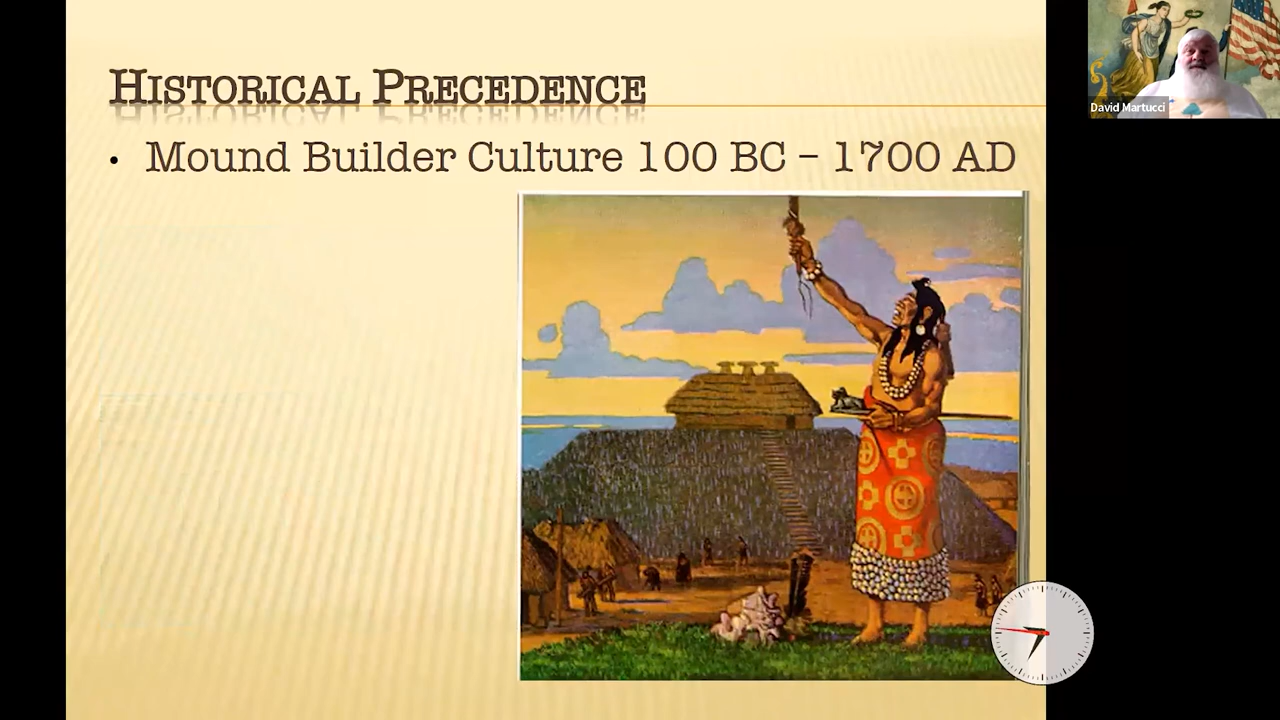 HISTORICAL PRECEDENCE
• Mound Builder Culture 100 BC – 1700 AD
David Martucci